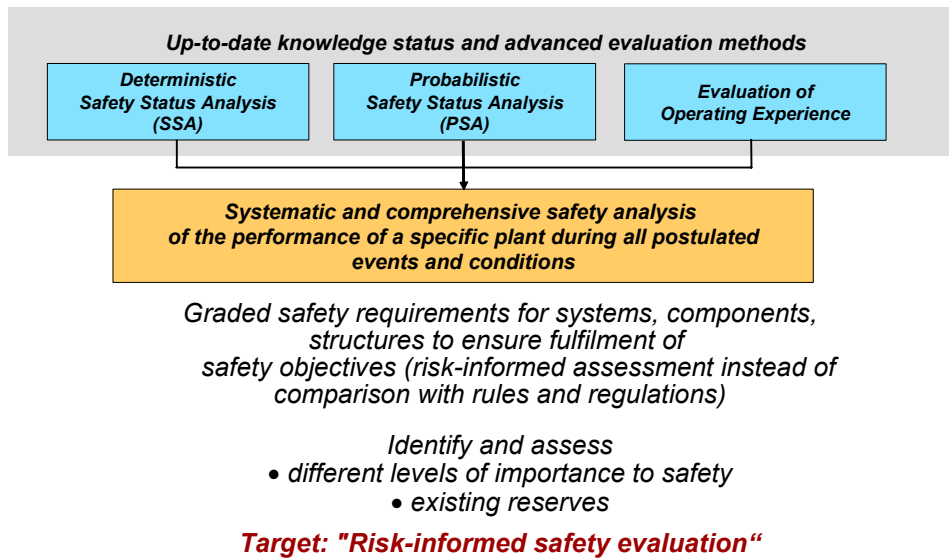 Up-to-date knowledge status and advanced evaluation methods
Deterministic
Safety Status Analysis
(SSA)
Probabilistic
Safety Status Analysis
(PSA)
Evaluation of
Operating Experience
Systematic and comprehensive safety analysis
of the performance of a specific plant during all postulated
events and conditions
Graded safety requirements for systems, components,
structures to ensure fulfilment of
safety objectives (risk-informed assessment instead of
comparison with rules and regulations)
Identify and assess
• different levels of importance to safety
• existing reserves
Target: "Risk-informed safety evaluation“